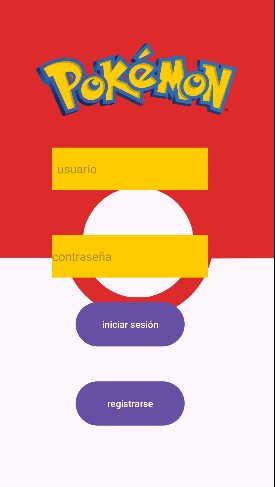 POKÉMON
usuario
contraseña
iniciar sesión
registrarse